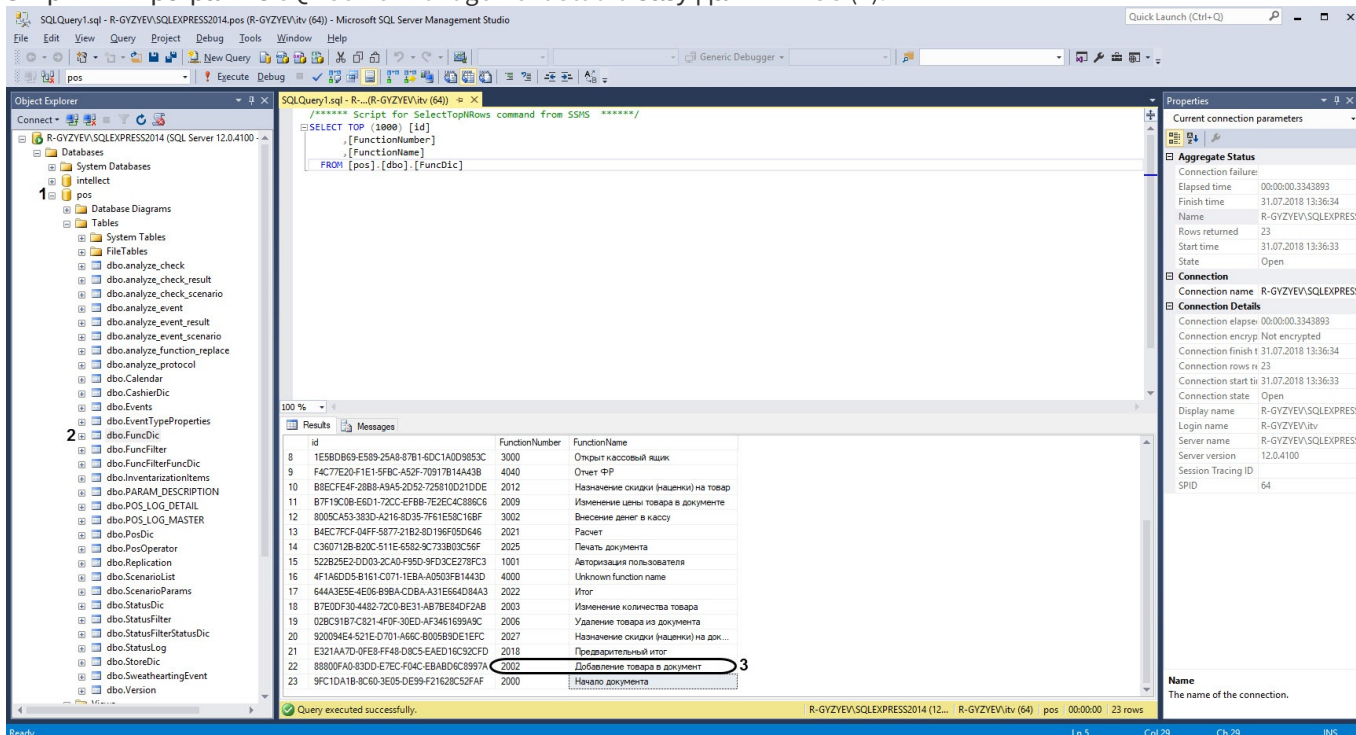 SQLQuery1.sql - R-GYZYEV\SQLEXPRESS2014.pos (R-GYZYEV\itv (64)) - Microsoft SQL Server Management Studio
Quick Launch (Ctrl+Q)
File Edit View Query Project Debug Tools Window Help
New Query
Generic Debugger
pos
Execute Debug
Object Explorer
Connect
R-GYZYEV\SQLEXPRESS2014 (SQL Server 12.0.4100 -
Databases
System Databases
intellect
1 pos
Database Diagrams
Tables
System Tables
FileTables
dbo.analyze_check
dbo.analyze_check_result
dbo.analyze_check_scenario
dbo.analyze_event
dbo.analyze_event_result
dbo.analyze_event_scenario
dbo.analyze_function_replace
dbo.analyze_protocol
dbo.Calendar
dbo.CashierDic
dbo.Events
dbo.EventTypeProperties
2 dbo.FuncDic
dbo.FuncFilter
dbo.FuncFilterFuncDic
dbo.InventarizationItems
dbo.PARAM_DESCRIPTION
dbo.POS_LOG_DETAIL
dbo.POS_LOG_MASTER
dbo.PosDic
dbo.PosOperator
dbo.Replication
dbo.ScenarioList
dbo.ScenarioParams
dbo.StatusDic
dbo.StatusFilter
dbo.StatusFilterStatusDic
dbo.StatusLog
dbo.StoreDic
dbo.SweatheartingEvent
dbo.Version
SQLQuery1.sql - R-...(R-GYZYEV\itv (64))
/****** Script for SelectTopNRows command from SSMS ******/
SELECT TOP (1000) [id]
,[FunctionNumber]
,[FunctionName]
FROM [pos].[dbo].[FuncDic]
100 %
Results Messages
id FunctionNumber FunctionName
8 1E5BDB69-E589-25A8-87B1-6DC1A0D9853C 3000 Открыт кассовый ящик
9 F4C77E20-F1E1-5FBC-A52F-70917B14A43B 4040 Отчет ФР
10 B8ECFE4F-28B8-A9A5-2D52-725810D21DDE 2012 Назначение скидки (наценки) на товар
11 B7F19C0B-E6D1-72CC-EFBB-7E2EC4C886C6 2009 Изменение цены товара в документе
12 8005CA53-383D-A216-8D35-7F61E58C16BF 3002 Внесение денег в кассу
13 B4EC7FCF-04FF-5877-21B2-8D196F05D646 2021 Расчет
14 C360712B-B20C-511E-6582-9C733B03C56F 2025 Печать документа
15 522B25E2-DD03-2CA0-F95D-9FD3CE278FC3 1001 Авторизация пользователя
16 4F1A6DD5-B161-C071-1EBA-A0503FB1443D 4000 Unknown function name
17 644A3E5E-4E06-B9BA-CDBA-A31E664D84A3 2022 Итог
18 B7E0DF30-4482-72C0-BE31-AB7BE84DF2AB 2003 Изменение количества товара
19 02BC91B7-C821-4F0F-30ED-AF3461699A9C 2006 Удаление товара из документа
20 920094E4-521E-D701-A66C-B005B9DE1EFC 2027 Назначение скидки (наценки) на док...
21 E321AA7D-0FE8-FF48-D8C5-EAED16C92CFD 2018 Предварительный итог
22 88800FA0-83DD-E7EC-F04C-EBABD6C8997A 2002 Добавление товара в документ 3
23 9FC1DA1B-8C60-3E05-DE99-F21628C52FAF 2000 Начало документа
Query executed successfully.
R-GYZYEV\SQLEXPRESS2014 (12... R-GYZYEV\itv (64) pos 00:00:00 23 rows
Properties
Current connection parameters
Aggregate Status
Connection failure:
Elapsed time 00:00:00.3343893
Finish time 31.07.2018 13:36:34
Name R-GYZYEV\SQLEXPRES
Rows returned 23
Start time 31.07.2018 13:36:33
State Open
Connection
Connection name R-GYZYEV\SQLEXPRES
Connection Details
Connection elapse 00:00:00.3343893
Connection encryp Not encrypted
Connection finish t 31.07.2018 13:36:34
Connection rows re 23
Connection start tir 31.07.2018 13:36:33
Connection state Open
Display name R-GYZYEV\SQLEXPRES
Login name R-GYZYEV\itv
Server name R-GYZYEV\SQLEXPRES
Server version 12.0.4100
Session Tracing ID
SPID 64
Name
The name of the connection.
Ready
Ln 5 Col 29 Ch 29 INS